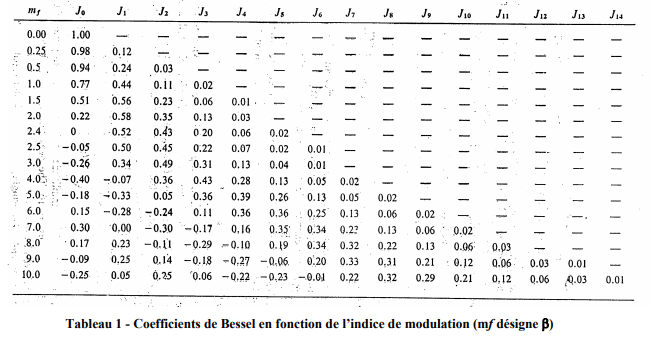 m_f J_0 J_1 J_2 J_3 J_4 J_5 J_6 J_7 J_8 J_9 J_10 J_11 J_12 J_13 J_14
0.00 1.00 — — — — — — — — — — — — — —
0.25 0.98 0.12 — — — — — — — — — — — — —
0.5 0.94 0.24 0.03 — — — — — — — — — — — —
1.0 0.77 0.44 0.11 0.02 — — — — — — — — — — —
1.5 0.51 0.56 0.23 0.06 0.01 — — — — — — — — — —
2.0 0.22 0.58 0.35 0.13 0.03 — — — — — — — — — —
2.4 0 0.52 0.43 0.20 0.06 0.02 — — — — — — — — —
2.5 -0.05 0.50 0.45 0.22 0.07 0.02 0.01 — — — — — — — —
3.0 -0.26 0.34 0.49 0.31 0.13 0.04 0.01 — — — — — — — —
4.0 -0.40 -0.07 0.36 0.43 0.28 0.13 0.05 0.02 — — — — — — —
5.0 -0.18 -0.33 0.05 0.36 0.39 0.26 0.13 0.05 0.02 — — — — — —
6.0 0.15 -0.28 -0.24 0.11 0.36 0.36 0.25 0.13 0.06 0.02 — — — — —
7.0 0.30 0.00 -0.30 -0.17 0.16 0.35 0.34 0.23 0.13 0.06 0.02 — — — —
8.0 0.17 0.23 -0.11 -0.29 -0.10 0.19 0.34 0.32 0.22 0.13 0.06 0.03 — — —
9.0 -0.09 0.25 0.14 -0.18 -0.27 -0.06 0.20 0.33 0.31 0.21 0.12 0.06 0.03 0.01 —
10.0 -0.25 0.05 0.25 0.06 -0.22 -0.23 -0.01 0.22 0.32 0.29 0.21 0.12 0.06 0.03 0.01
Tableau 1 - Coefficients de Bessel en fonction de l'indice de modulation (mf désigne β)